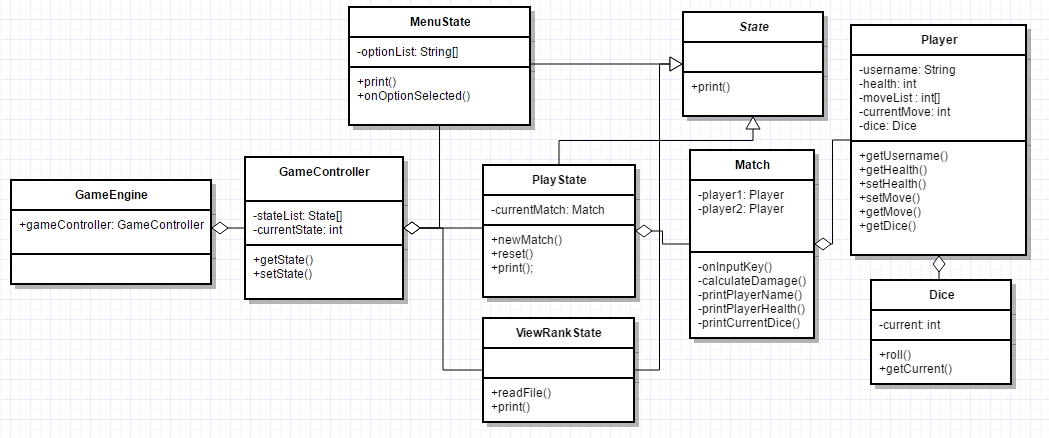 MenuState
-optionList: String[]
+print()
+onOptionSelected()
State
+print()
Player
-username: String
-health: int
-moveList : int[]
-currentMove: int
-dice: Dice
+getUsername()
+getHealth()
+setHealth()
+setMove()
+getMove()
+getDice()
GameEngine
+gameController: GameController
GameController
-stateList: State[]
-currentState: int
+getState()
+setState()
PlayState
-currentMatch: Match
+newMatch()
+reset()
+print();
Match
-player1: Player
-player2: Player
-onInputKey()
-calculateDamage()
-printPlayerName()
-printPlayerHealth()
-printCurrentDice()
ViewRankState
+readFile()
+print()
Dice
-current: int
+roll()
+getCurrent()